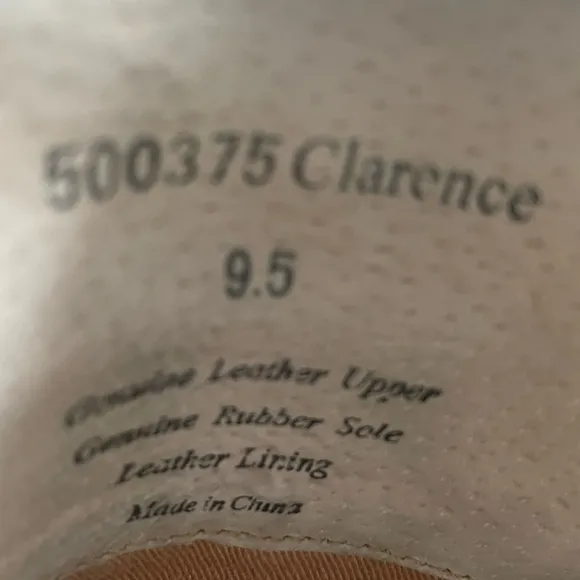 500375 Clarence
9.5
Genuine Leather Upper
Genuine Rubber Sole
Leather Lining
Made in China